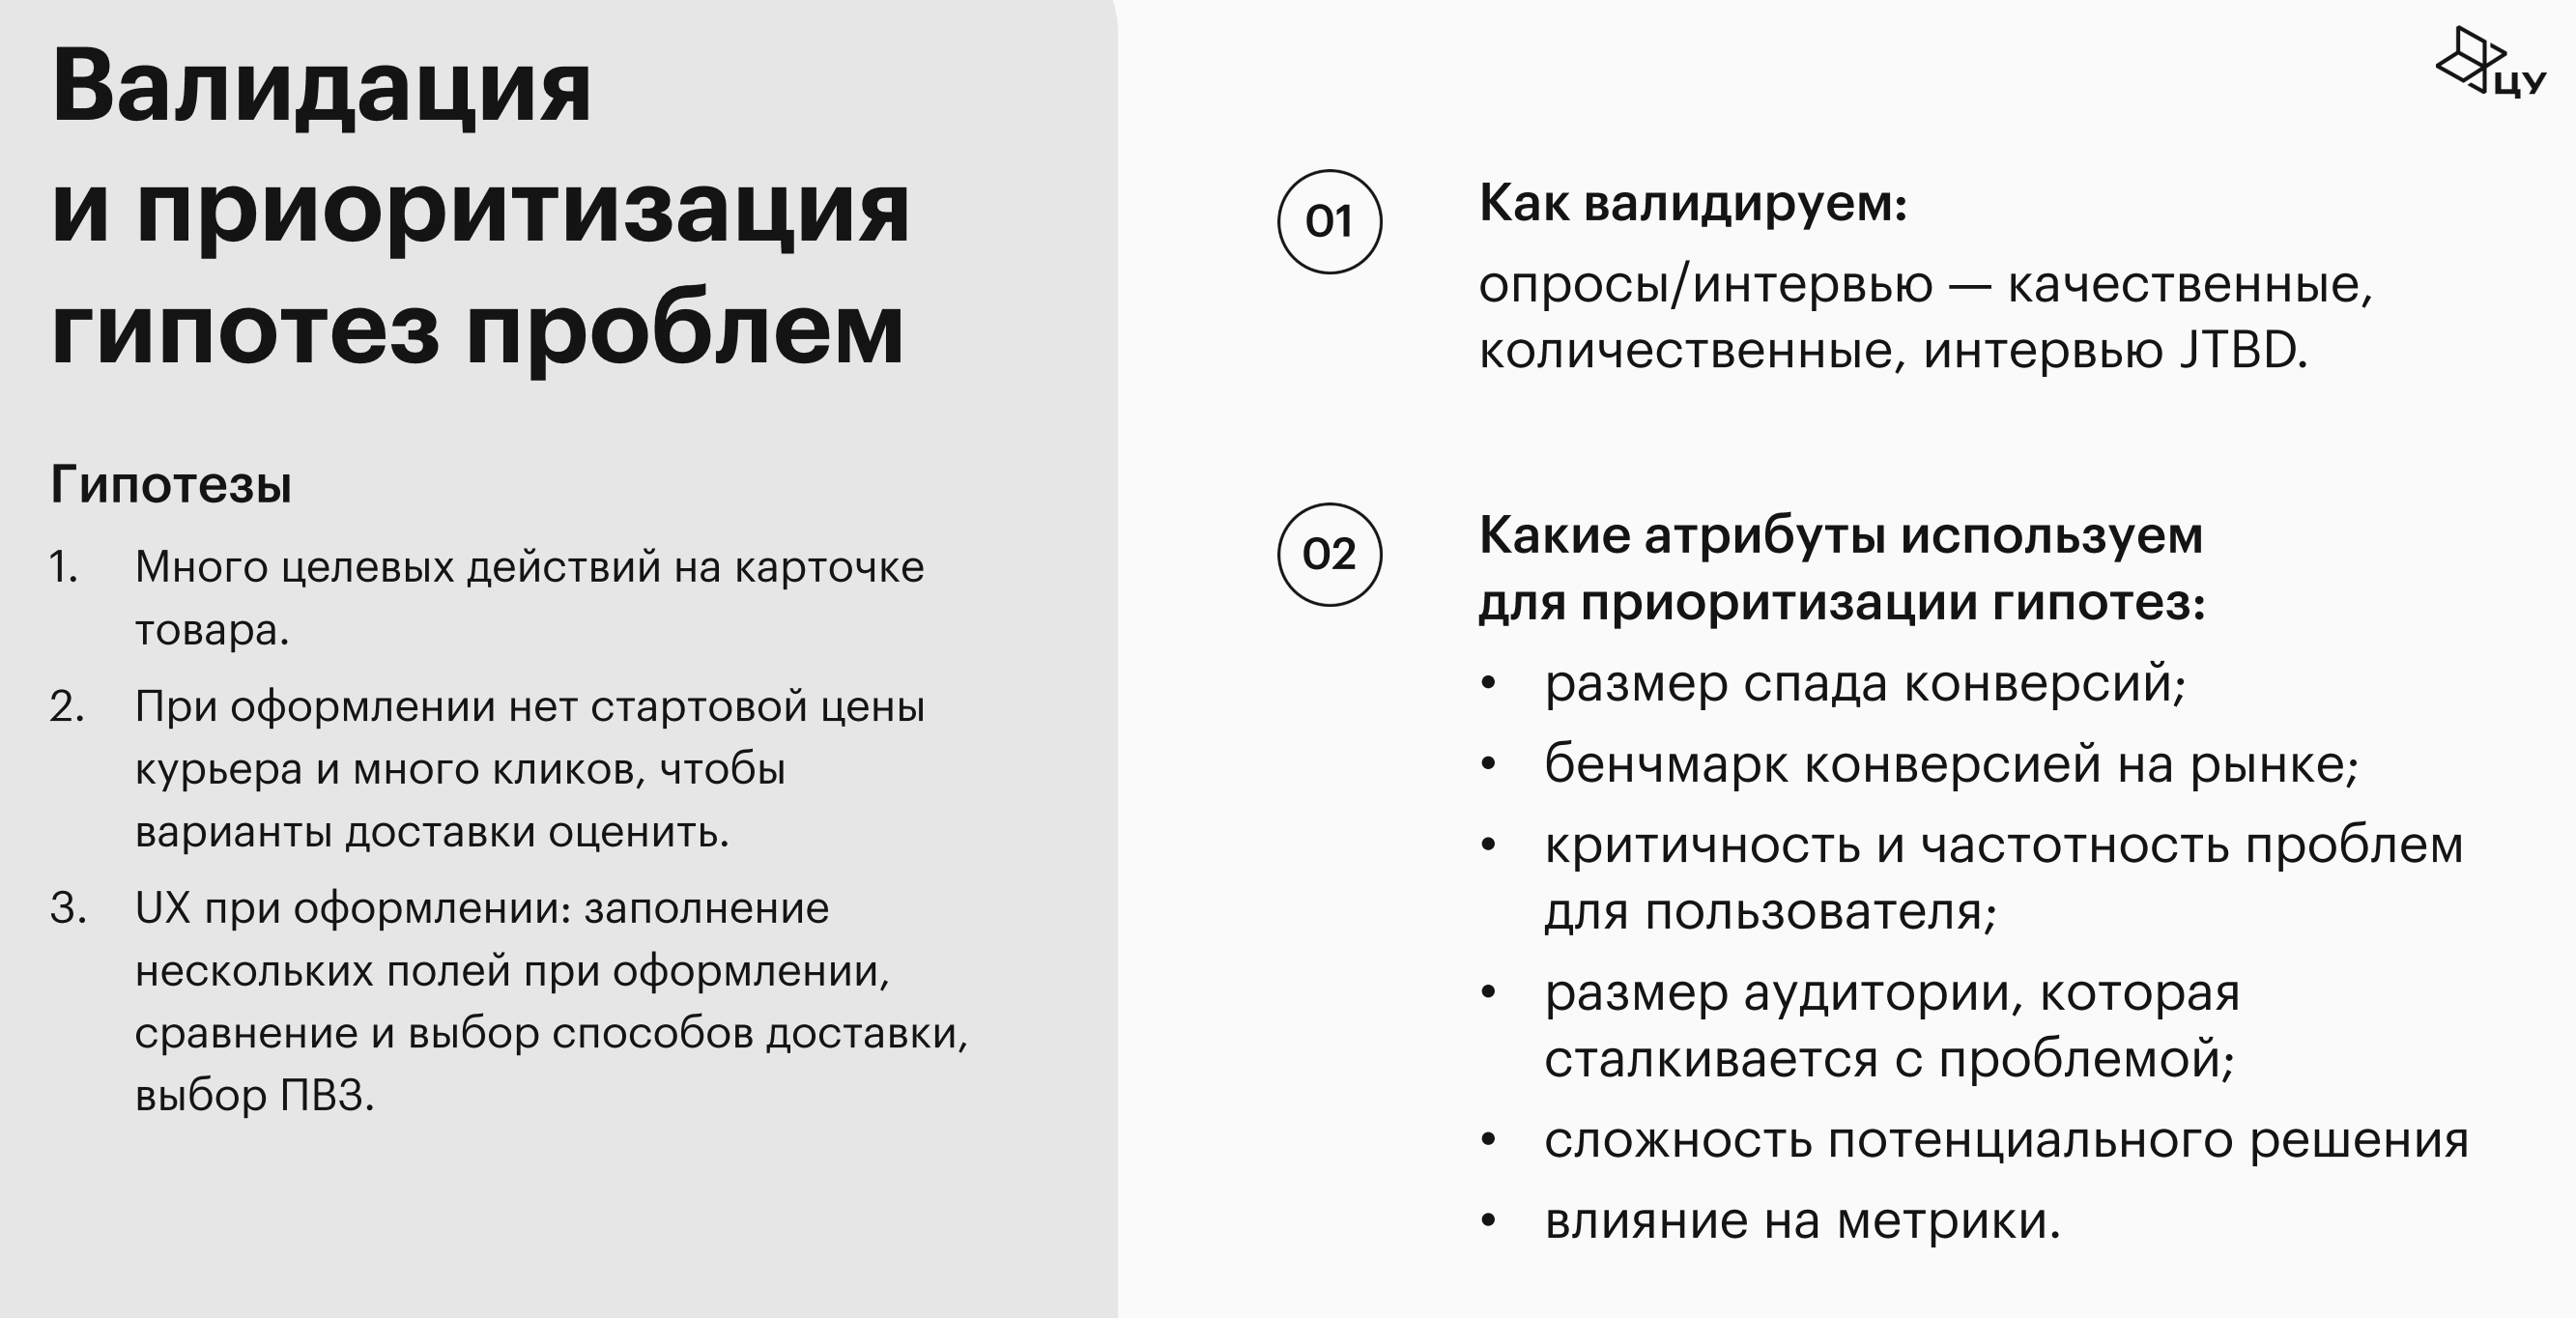 Валидация
и приоритизация
гипотез проблем
Гипотезы
1. Много целевых действий на карточке
товара.
2. При оформлении нет стартовой цены
курьера и много кликов, чтобы
варианты доставки оценить.
3. UX при оформлении: заполнение
нескольких полей при оформлении,
сравнение и выбор способов доставки,
выбор ПВЗ.
ЦУ
01
Как валидируем:
опросы/интервью — качественные,
количественные, интервью JTBD.
02
Какие атрибуты используем
для приоритизации гипотез:
• размер спада конверсий;
• бенчмарк конверсией на рынке;
• критичность и частотность проблем
для пользователя;
• размер аудитории, которая
сталкивается с проблемой;
• сложность потенциального решения
• влияние на метрики.